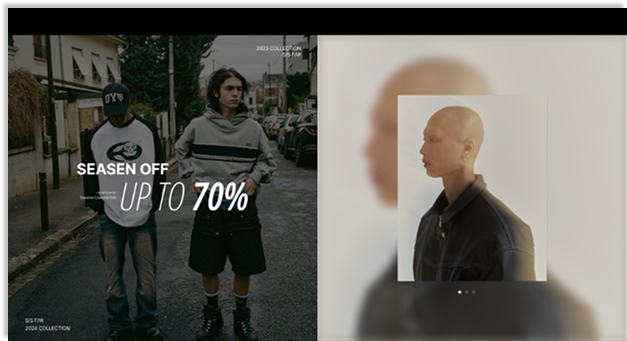 2023 COLLECTION
S/S F/W
SEASEN OFF
UP TO 70%
S/S F/W
2024 COLLECTION